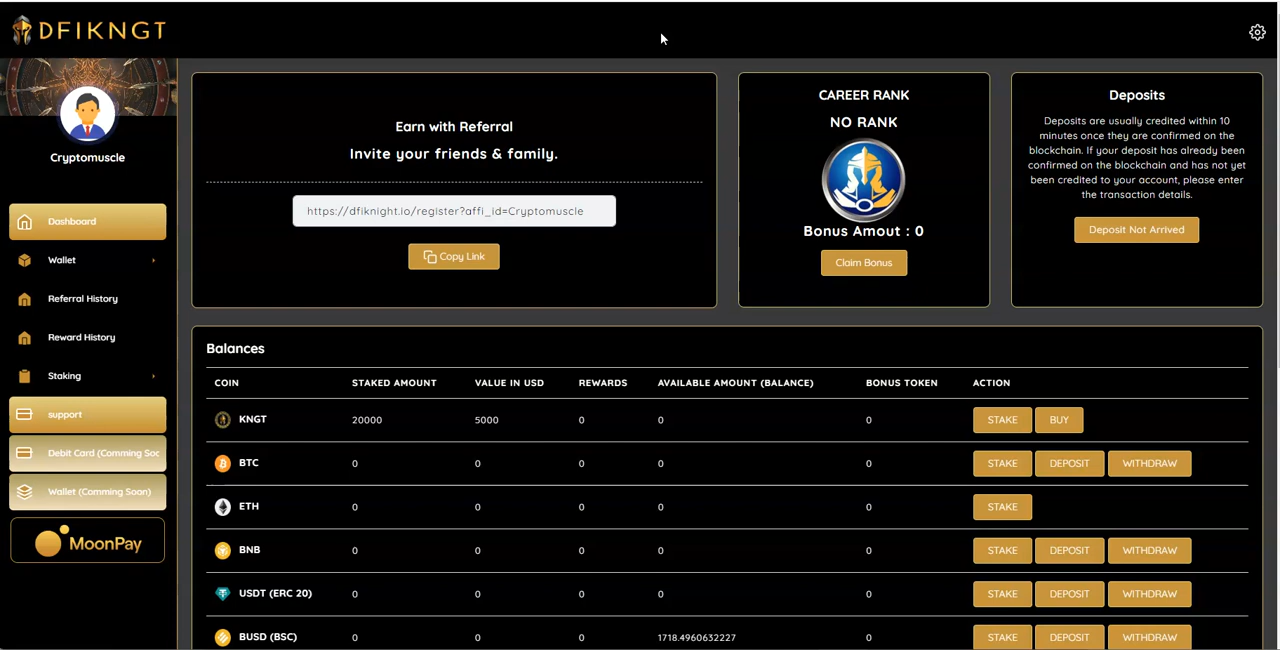 DFIKNGT
Cryptomuscle
Dashboard
Wallet
Referral History
Reward History
Staking
support
Debit Card (Comming Soc
Wallet (Comming Soon)
MoonPay
Earn with Referral
Invite your friends & family.
https://dfiknight.io/register?affi_id=Cryptomuscle
Copy Link
CAREER RANK
NO RANK
Bonus Amout : 0
Claim Bonus
Deposits
Deposits are usually credited within 10
minutes once they are confirmed on the
blockchain. If your deposit has already been
confirmed on the blockchain and has not yet
been credited to your account, please enter
the transaction details.
Deposit Not Arrived
Balances
COIN STAKED AMOUNT VALUE IN USD REWARDS AVAILABLE AMOUNT (BALANCE) BONUS TOKEN ACTION
KNGT 20000 5000 0 0 0 STAKE BUY
BTC 0 0 0 0 0 STAKE DEPOSIT WITHDRAW
ETH 0 0 0 0 0 STAKE
BNB 0 0 0 0 0 STAKE DEPOSIT WITHDRAW
USDT (ERC 20) 0 0 0 0 0 STAKE DEPOSIT WITHDRAW
BUSD (BSC) 0 0 0 1718.4960632227 0 STAKE DEPOSIT WITHDRAW